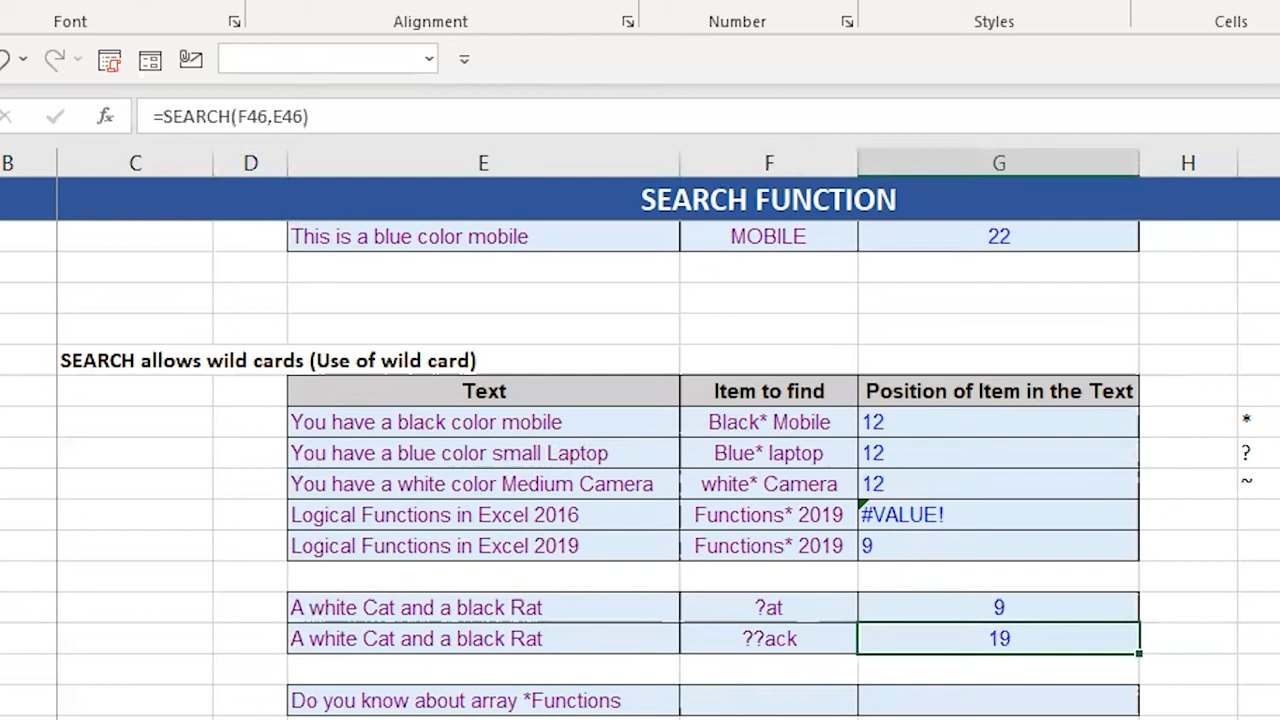 Font Alignment Number Styles Cells
fx =SEARCH(F46,E46)
B C D E F G H
SEARCH FUNCTION
This is a blue color mobile MOBILE 22
SEARCH allows wild cards (Use of wild card)
Text Item to find Position of Item in the Text
You have a black color mobile Black* Mobile 12 *
You have a blue color small Laptop Blue* laptop 12 ?
You have a white color Medium Camera white* Camera 12 ~
Logical Functions in Excel 2016 Functions* 2019 #VALUE!
Logical Functions in Excel 2019 Functions* 2019 9
A white Cat and a black Rat ?at 9
A white Cat and a black Rat ??ack 19
Do you know about array *Functions